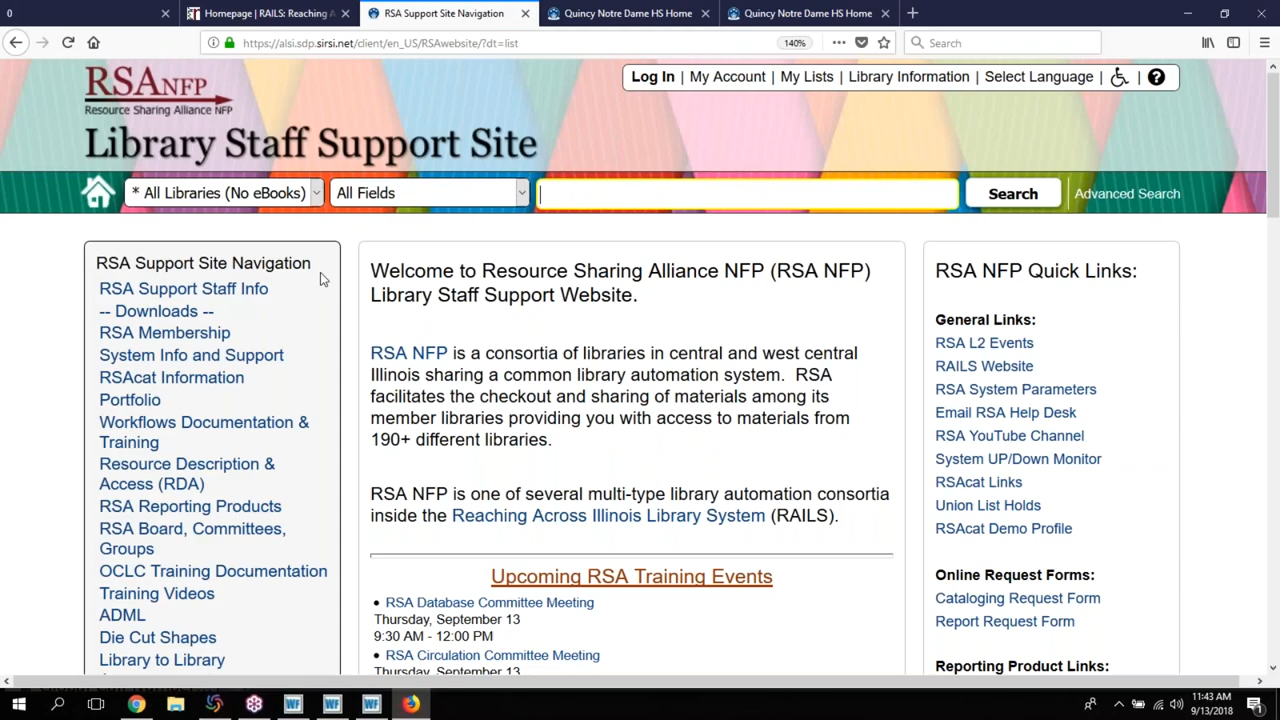 0
Homepage | RAILS: Reaching A
RSA Support Site Navigation
Quincy Notre Dame HS Home
Quincy Notre Dame HS Home
https://alsi.sdp.sirsi.net/client/en_US/RSAwebsite/?dt=list
140%
Search
RSA NFP
Resource Sharing Alliance NFP
Library Staff Support Site
Log In | My Account | My Lists | Library Information | Select Language | | ?
* All Libraries (No eBooks)
All Fields
Search
Advanced Search
RSA Support Site Navigation
RSA Support Staff Info
-- Downloads --
RSA Membership
System Info and Support
RSAcat Information
Portfolio
Workflows Documentation &
Training
Resource Description &
Access (RDA)
RSA Reporting Products
RSA Board, Committees,
Groups
OCLC Training Documentation
Training Videos
ADML
Die Cut Shapes
Library to Library
Welcome to Resource Sharing Alliance NFP (RSA NFP)
Library Staff Support Website.
RSA NFP is a consortia of libraries in central and west central
Illinois sharing a common library automation system. RSA
facilitates the checkout and sharing of materials among its
member libraries providing you with access to materials from
190+ different libraries.
RSA NFP is one of several multi-type library automation consortia
inside the Reaching Across Illinois Library System (RAILS).
Upcoming RSA Training Events
• RSA Database Committee Meeting
Thursday, September 13
9:30 AM - 12:00 PM
• RSA Circulation Committee Meeting
Thursday, September 13
RSA NFP Quick Links:
General Links:
RSA L2 Events
RAILS Website
RSA System Parameters
Email RSA Help Desk
RSA YouTube Channel
System UP/Down Monitor
RSAcat Links
Union List Holds
RSAcat Demo Profile
Online Request Forms:
Cataloging Request Form
Report Request Form
Reporting Product Links:
WF
WF
WF
11:43 AM
9/13/2018
1